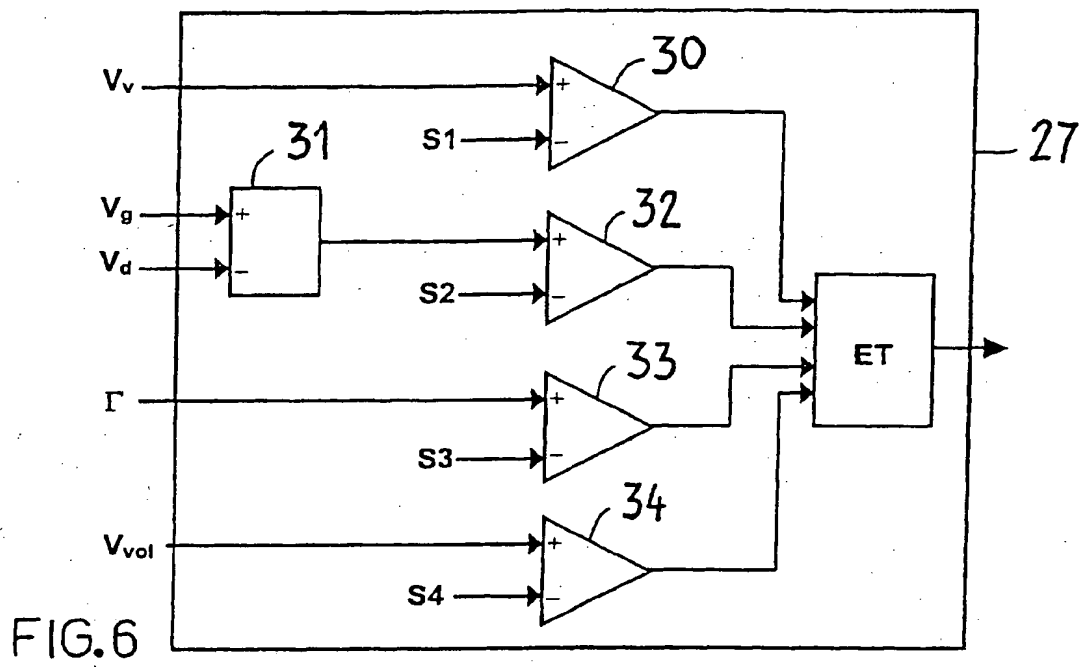 30
Vv
+
S1
−
31
27
Vg
+
Vd
−
32
+
S2
−
ET
33
Γ
+
S3
−
34
Vvol
+
S4
−
FIG.6